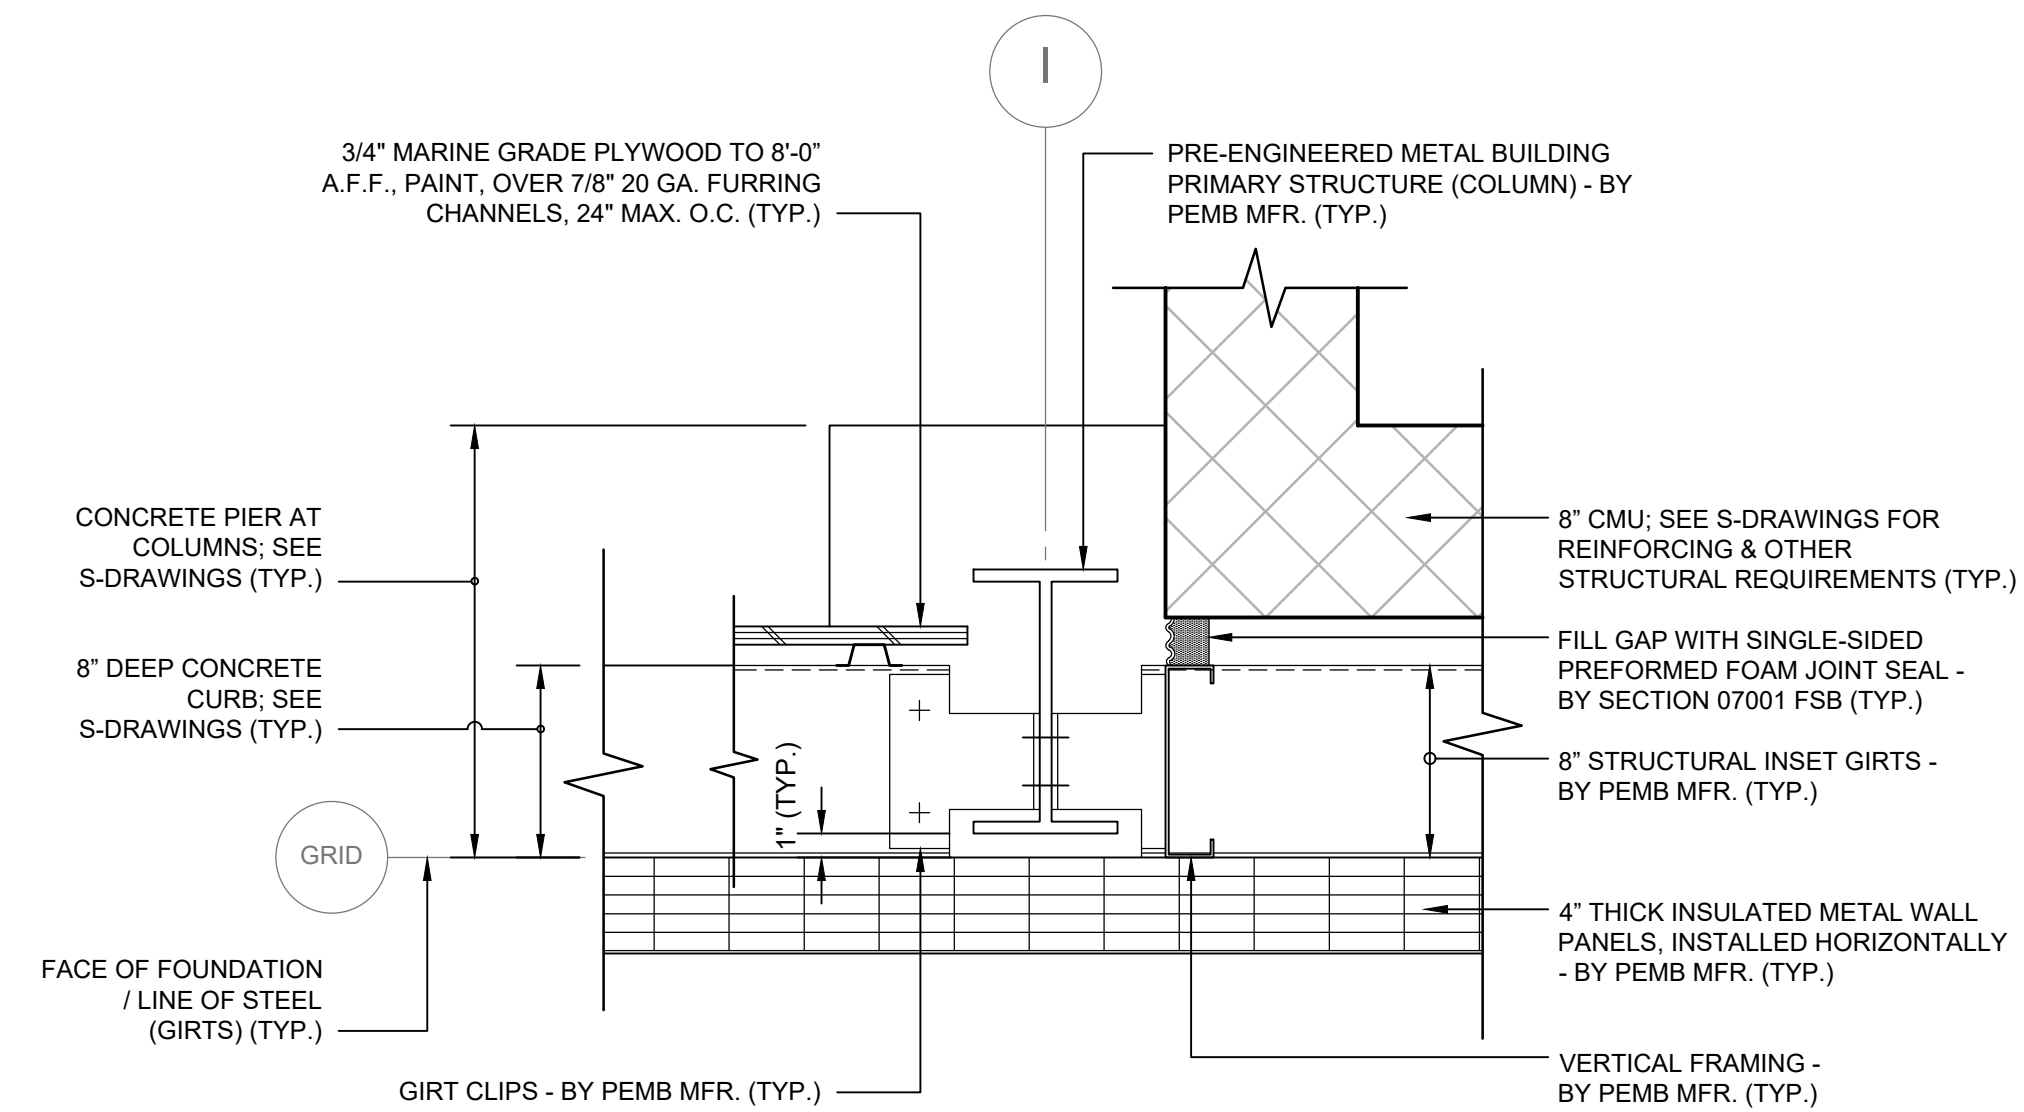 I
3/4" MARINE GRADE PLYWOOD TO 8'-0”
A.F.F., PAINT, OVER 7/8" 20 GA. FURRING
CHANNELS, 24" MAX. O.C. (TYP.)
PRE-ENGINEERED METAL BUILDING
PRIMARY STRUCTURE (COLUMN) - BY
PEMB MFR. (TYP.)
CONCRETE PIER AT
COLUMNS; SEE
S-DRAWINGS (TYP.)
8” DEEP CONCRETE
CURB; SEE
S-DRAWINGS (TYP.)
1" (TYP.)
GRID
FACE OF FOUNDATION
/ LINE OF STEEL
(GIRTS) (TYP.)
GIRT CLIPS - BY PEMB MFR. (TYP.)
8” CMU; SEE S-DRAWINGS FOR
REINFORCING & OTHER
STRUCTURAL REQUIREMENTS (TYP.)
FILL GAP WITH SINGLE-SIDED
PREFORMED FOAM JOINT SEAL -
BY SECTION 07001 FSB (TYP.)
8” STRUCTURAL INSET GIRTS -
BY PEMB MFR. (TYP.)
4” THICK INSULATED METAL WALL
PANELS, INSTALLED HORIZONTALLY
- BY PEMB MFR. (TYP.)
VERTICAL FRAMING -
BY PEMB MFR. (TYP.)